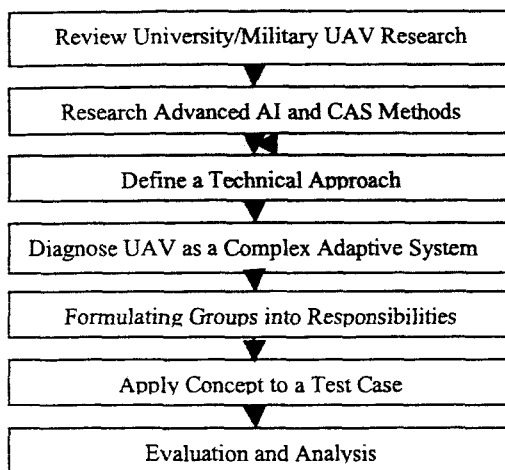 Review University/Military UAV Research
Research Advanced AI and CAS Methods
Define a Technical Approach
Diagnose UAV as a Complex Adaptive System
Formulating Groups into Responsibilities
Apply Concept to a Test Case
Evaluation and Analysis